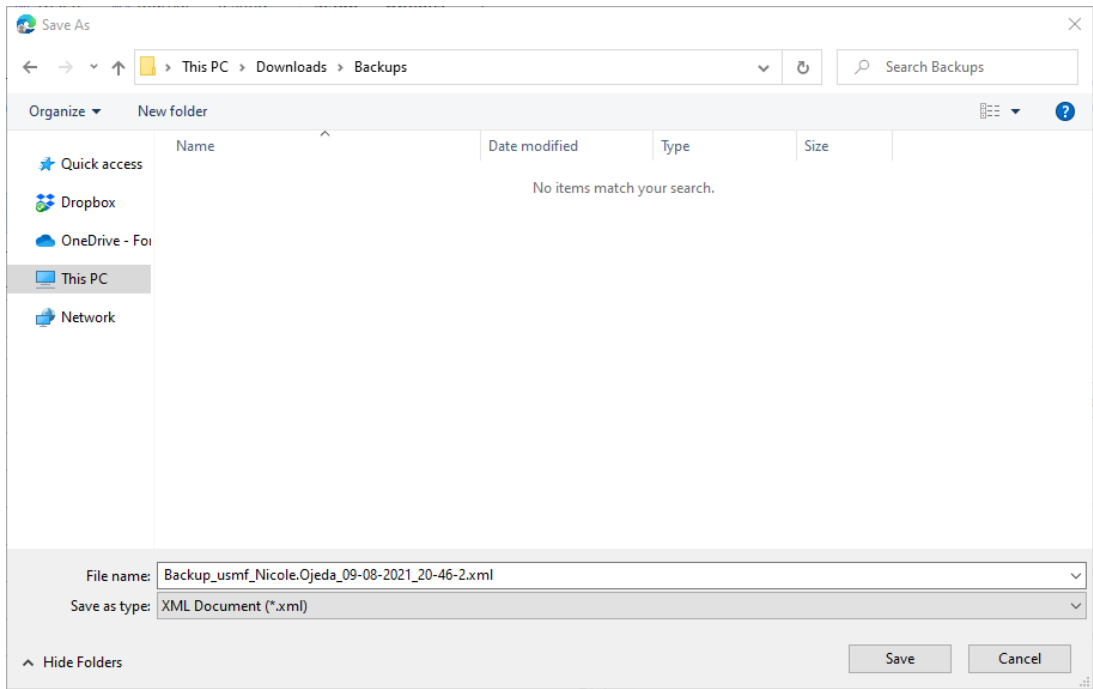 Save As
This PC > Downloads > Backups
Search Backups
Organize
New folder
Name
Date modified
Type
Size
No items match your search.
Quick access
Dropbox
OneDrive - For
This PC
Network
File name: Backup_usmf_Nicole.Ojeda_09-08-2021_20-46-2.xml
Save as type: XML Document (*.xml)
Hide Folders
Save
Cancel